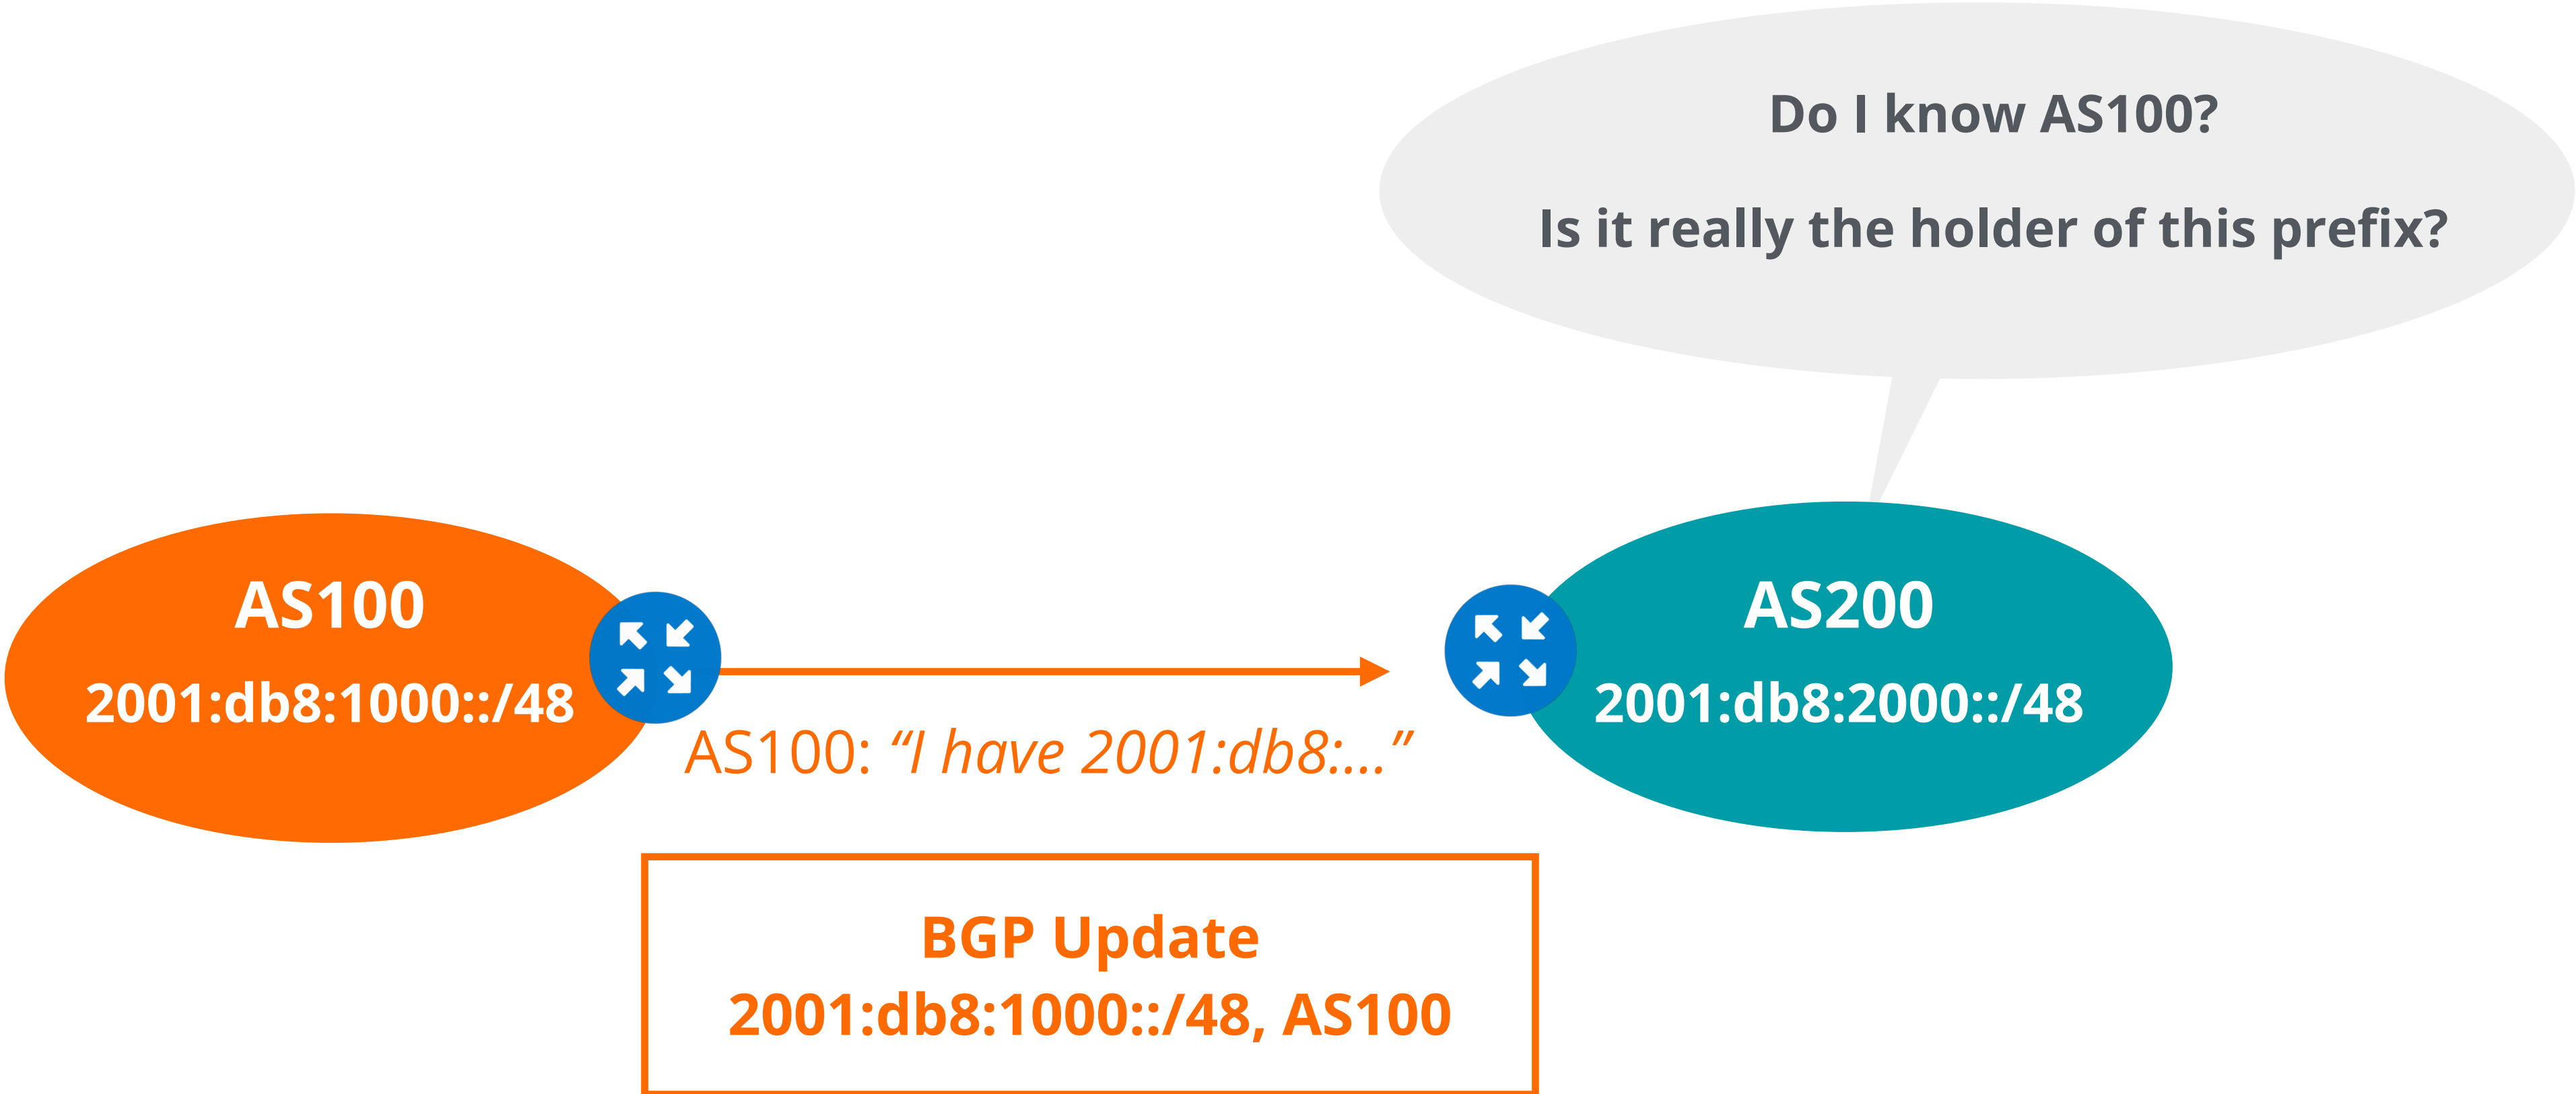 Do I know AS100?
Is it really the holder of this prefix?
AS100
2001:db8:1000::/48
AS200
2001:db8:2000::/48
AS100: “I have 2001:db8:...”
BGP Update
2001:db8:1000::/48, AS100